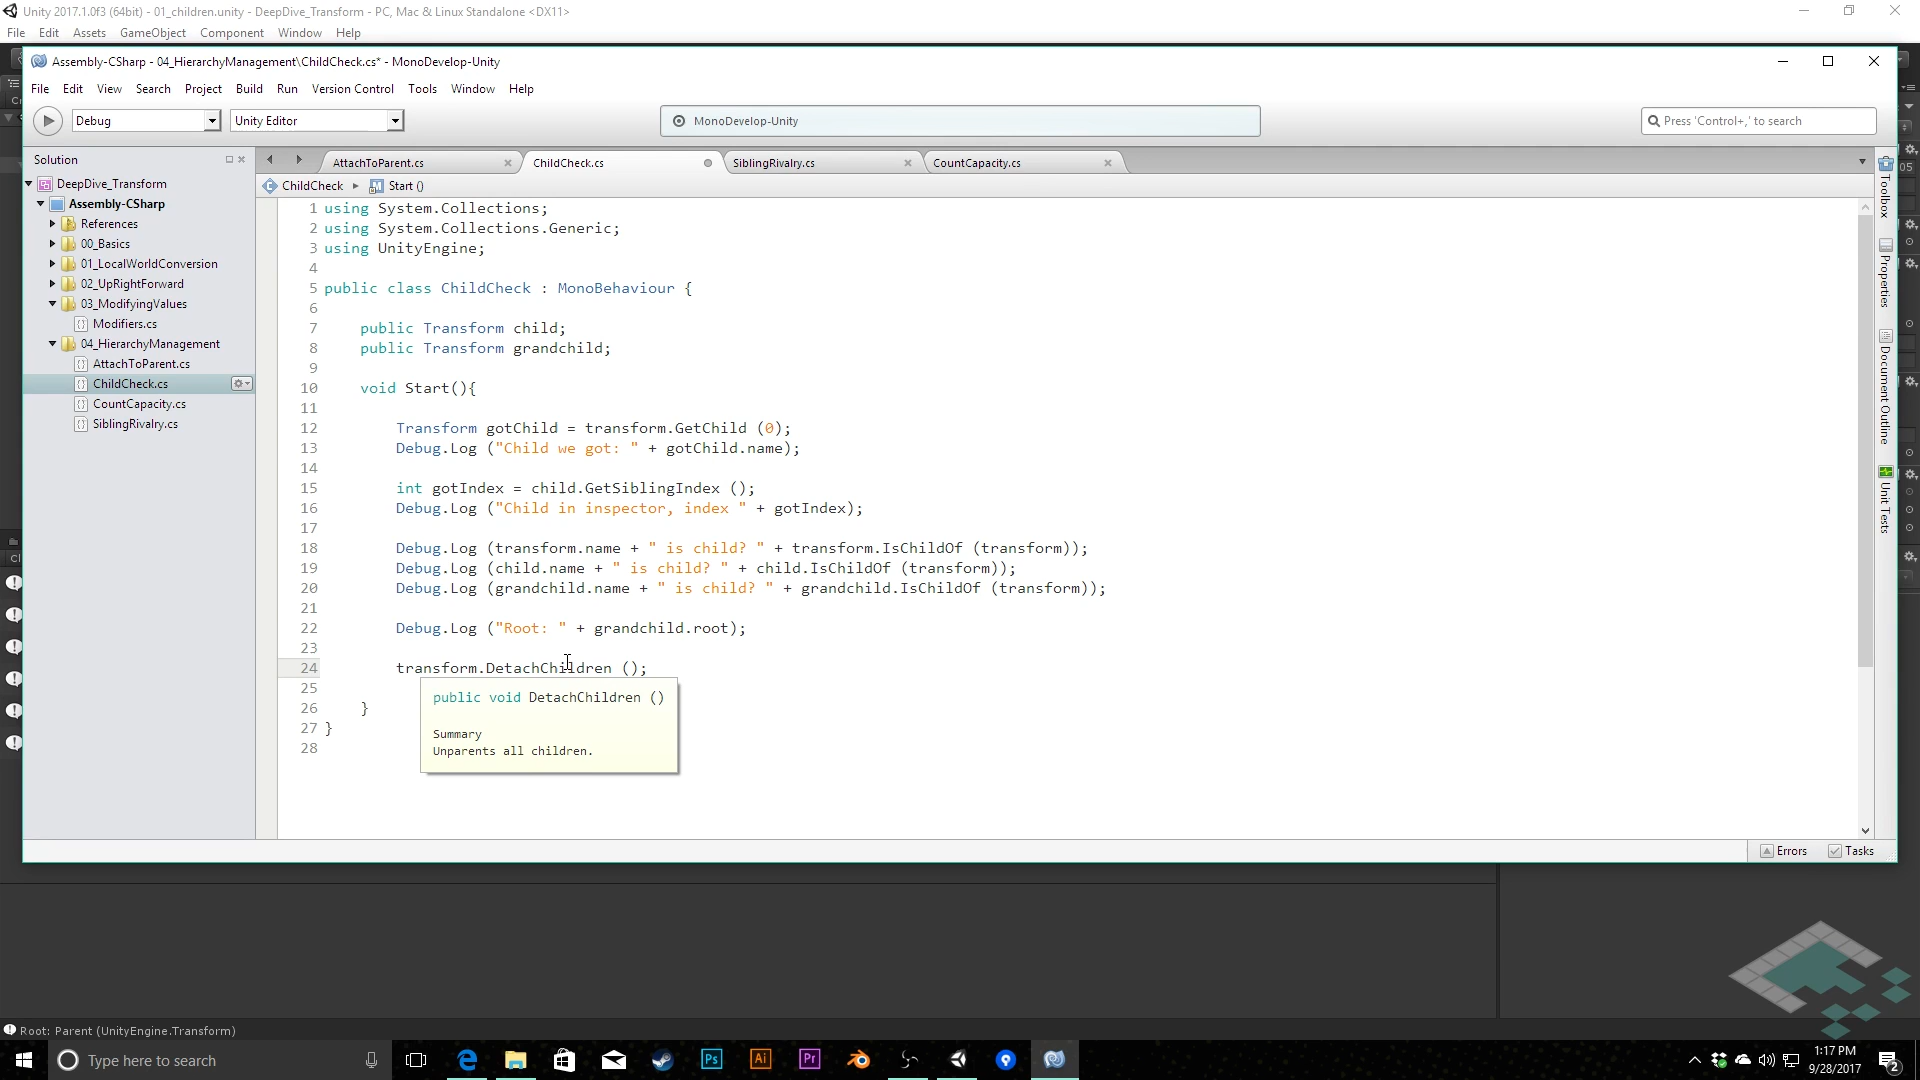 Unity 2017.1.0f3 (64bit) - 01_children.unity - DeepDive_Transform - PC, Mac & Linux Standalone <DX11>
File Edit Assets GameObject Component Window Help
Assembly-CSharp - 04_HierarchyManagement\ChildCheck.cs* - MonoDevelop-Unity
File Edit View Search Project Build Run Version Control Tools Window Help
Debug Unity Editor MonoDevelop-Unity Press 'Control+,' to search
Solution
DeepDive_Transform
Assembly-CSharp
References
00_Basics
01_LocalWorldConversion
02_UpRightForward
03_ModifyingValues
Modifiers.cs
04_HierarchyManagement
AttachToParent.cs
ChildCheck.cs
CountCapacity.cs
SiblingRivalry.cs
AttachToParent.cs ChildCheck.cs SiblingRivalry.cs CountCapacity.cs
ChildCheck Start ()
1 using System.Collections;
2 using System.Collections.Generic;
3 using UnityEngine;
4
5 public class ChildCheck : MonoBehaviour {
6
7 public Transform child;
8 public Transform grandchild;
9
10 void Start(){
11
12 Transform gotChild = transform.GetChild (0);
13 Debug.Log ("Child we got: " + gotChild.name);
14
15 int gotIndex = child.GetSiblingIndex ();
16 Debug.Log ("Child in inspector, index " + gotIndex);
17
18 Debug.Log (transform.name + " is child? " + transform.IsChildOf (transform));
19 Debug.Log (child.name + " is child? " + child.IsChildOf (transform));
20 Debug.Log (grandchild.name + " is child? " + grandchild.IsChildOf (transform));
21
22 Debug.Log ("Root: " + grandchild.root);
23
24 transform.DetachChildren ();
25
26 }
27 }
28
public void DetachChildren ()
Summary
Unparents all children.
Toolbox
Properties
Document Outline
Unit Tests
Errors Tasks
Root: Parent (UnityEngine.Transform)
Type here to search
Ps Ai Pr
1:17 PM
9/28/2017
2